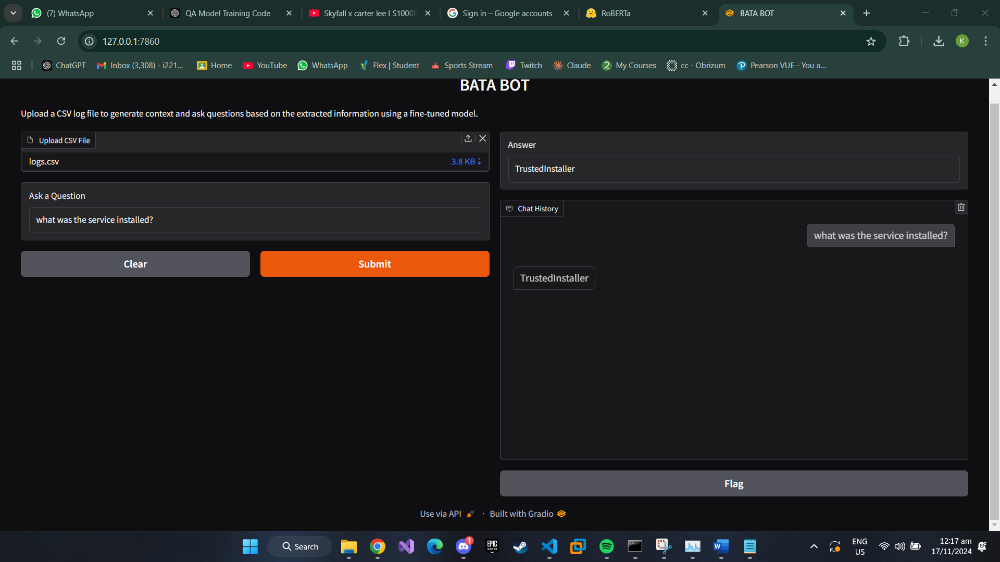 (7) WhatsApp
QA Model Training Code
Skyfall x carter lee l S1000R
Sign in – Google accounts
RoBERTa
BATA BOT
127.0.0.1:7860
K
ChatGPT
Inbox (3,308) - i221...
Home
YouTube
WhatsApp
Flex | Student
Sports Stream
Twitch
Claude
My Courses
cc - Obrizum
Pearson VUE - You a...
BATA BOT
Upload a CSV log file to generate context and ask questions based on the extracted information using a fine-tuned model.
Upload CSV File
logs.csv
3.8 KB⇣
Ask a Question
what was the service installed?
Clear
Submit
Answer
TrustedInstaller
Chat History
what was the service installed?
TrustedInstaller
Flag
Use via API
·
Built with Gradio
Search
1
EPIC
GAMES
ENG
US
12:17 am
17/11/2024